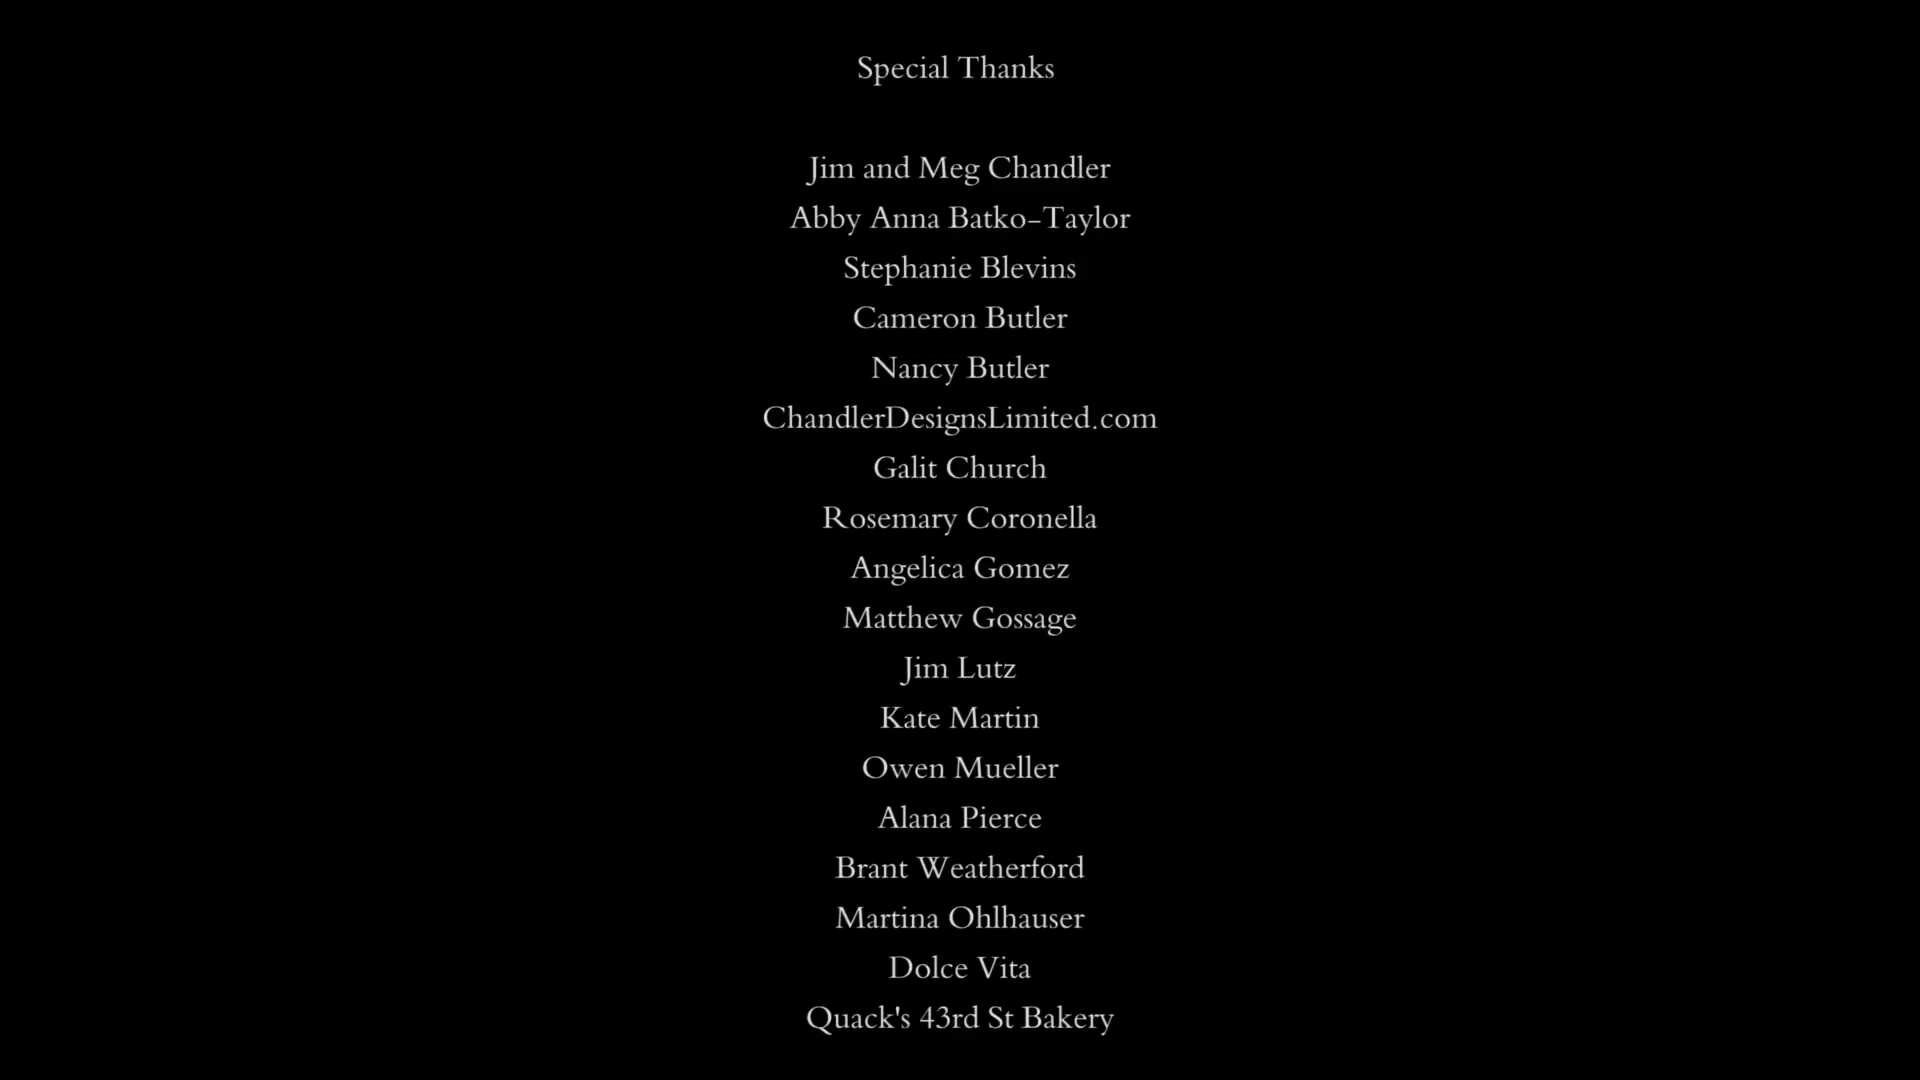 Special Thanks
Jim and Meg Chandler
Abby Anna Batko-Taylor
Stephanie Blevins
Cameron Butler
Nancy Butler
ChandlerDesignsLimited.com
Galit Church
Rosemary Coronella
Angelica Gomez
Matthew Gossage
Jim Lutz
Kate Martin
Owen Mueller
Alana Pierce
Brant Weatherford
Martina Ohlhauser
Dolce Vita
Quack's 43rd St Bakery